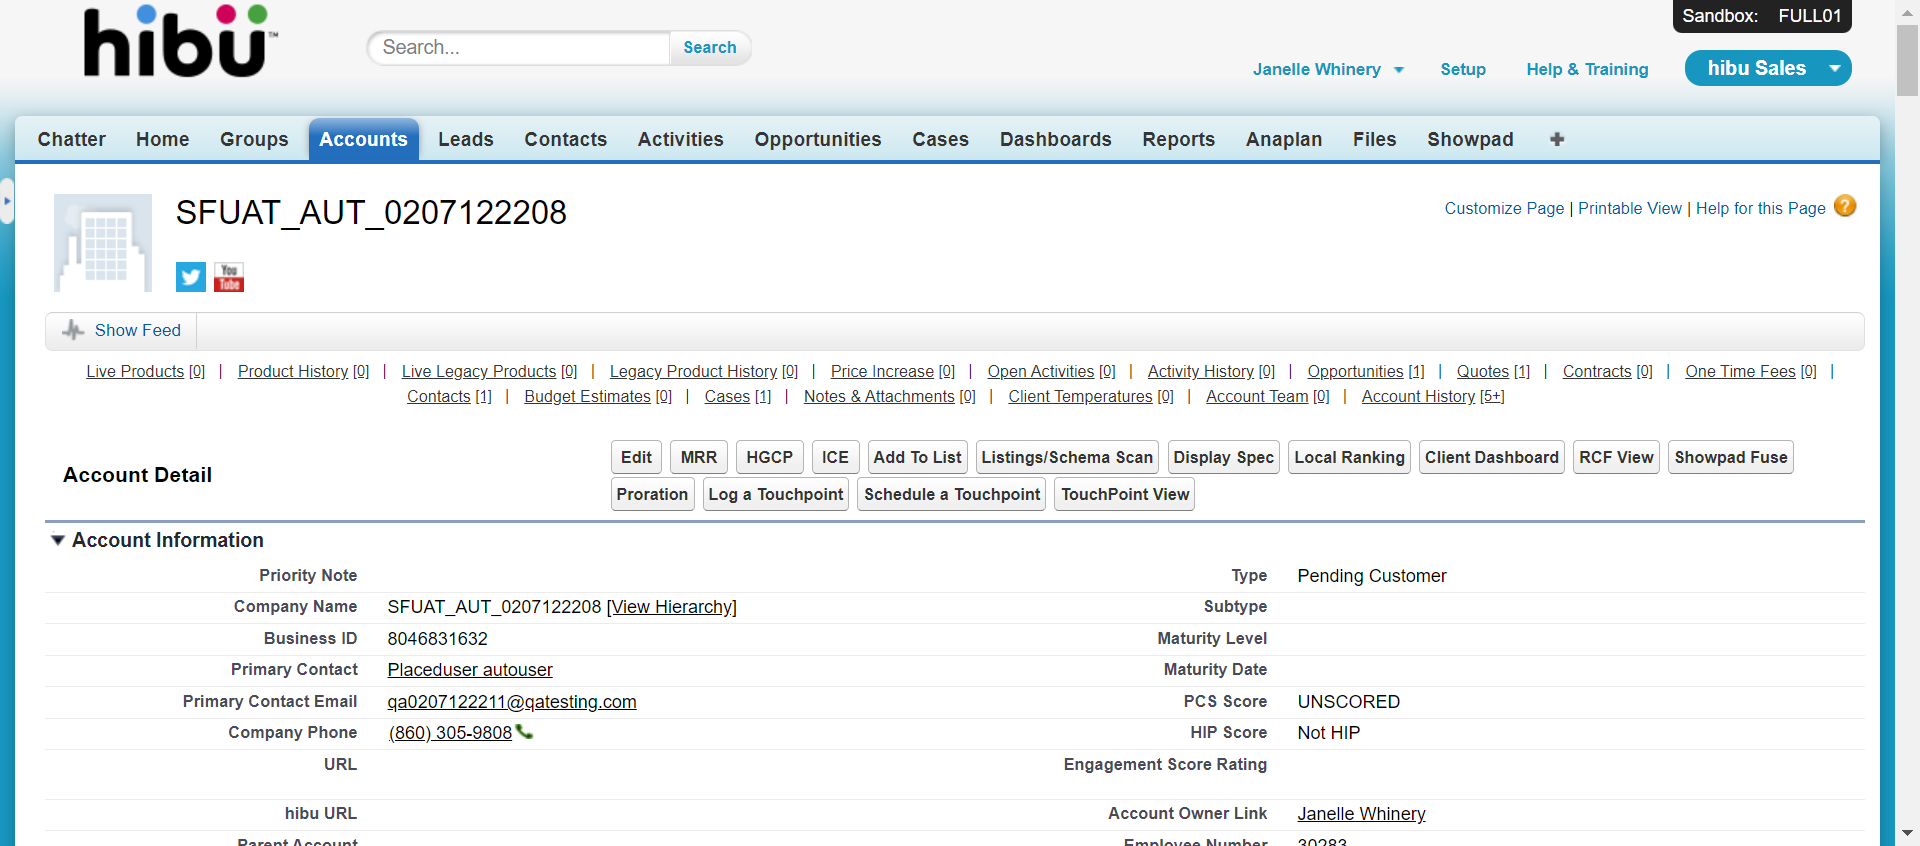 Sandbox: FULL01
hibü™
Search... Search
Janelle Whinery Setup Help & Training hibu Sales
Chatter Home Groups Accounts Leads Contacts Activities Opportunities Cases Dashboards Reports Anaplan Files Showpad +
SFUAT_AUT_0207122208
Customize Page | Printable View | Help for this Page ?
You Tube
Show Feed
Live Products [0] | Product History [0] | Live Legacy Products [0] | Legacy Product History [0] | Price Increase [0] | Open Activities [0] | Activity History [0] | Opportunities [1] | Quotes [1] | Contracts [0] | One Time Fees [0] |
Contacts [1] | Budget Estimates [0] | Cases [1] | Notes & Attachments [0] | Client Temperatures [0] | Account Team [0] | Account History [5+]
Account Detail
Edit MRR HGCP ICE Add To List Listings/Schema Scan Display Spec Local Ranking Client Dashboard RCF View Showpad Fuse
Proration Log a Touchpoint Schedule a Touchpoint TouchPoint View
Account Information
Priority Note Type Pending Customer
Company Name SFUAT_AUT_0207122208 [View Hierarchy] Subtype
Business ID 8046831632 Maturity Level
Primary Contact Placeduser autouser Maturity Date
Primary Contact Email qa0207122211@qatesting.com PCS Score UNSCORED
Company Phone (860) 305-9808 HIP Score Not HIP
URL Engagement Score Rating
hibu URL Account Owner Link Janelle Whinery
Parent Account Employee Number 30283